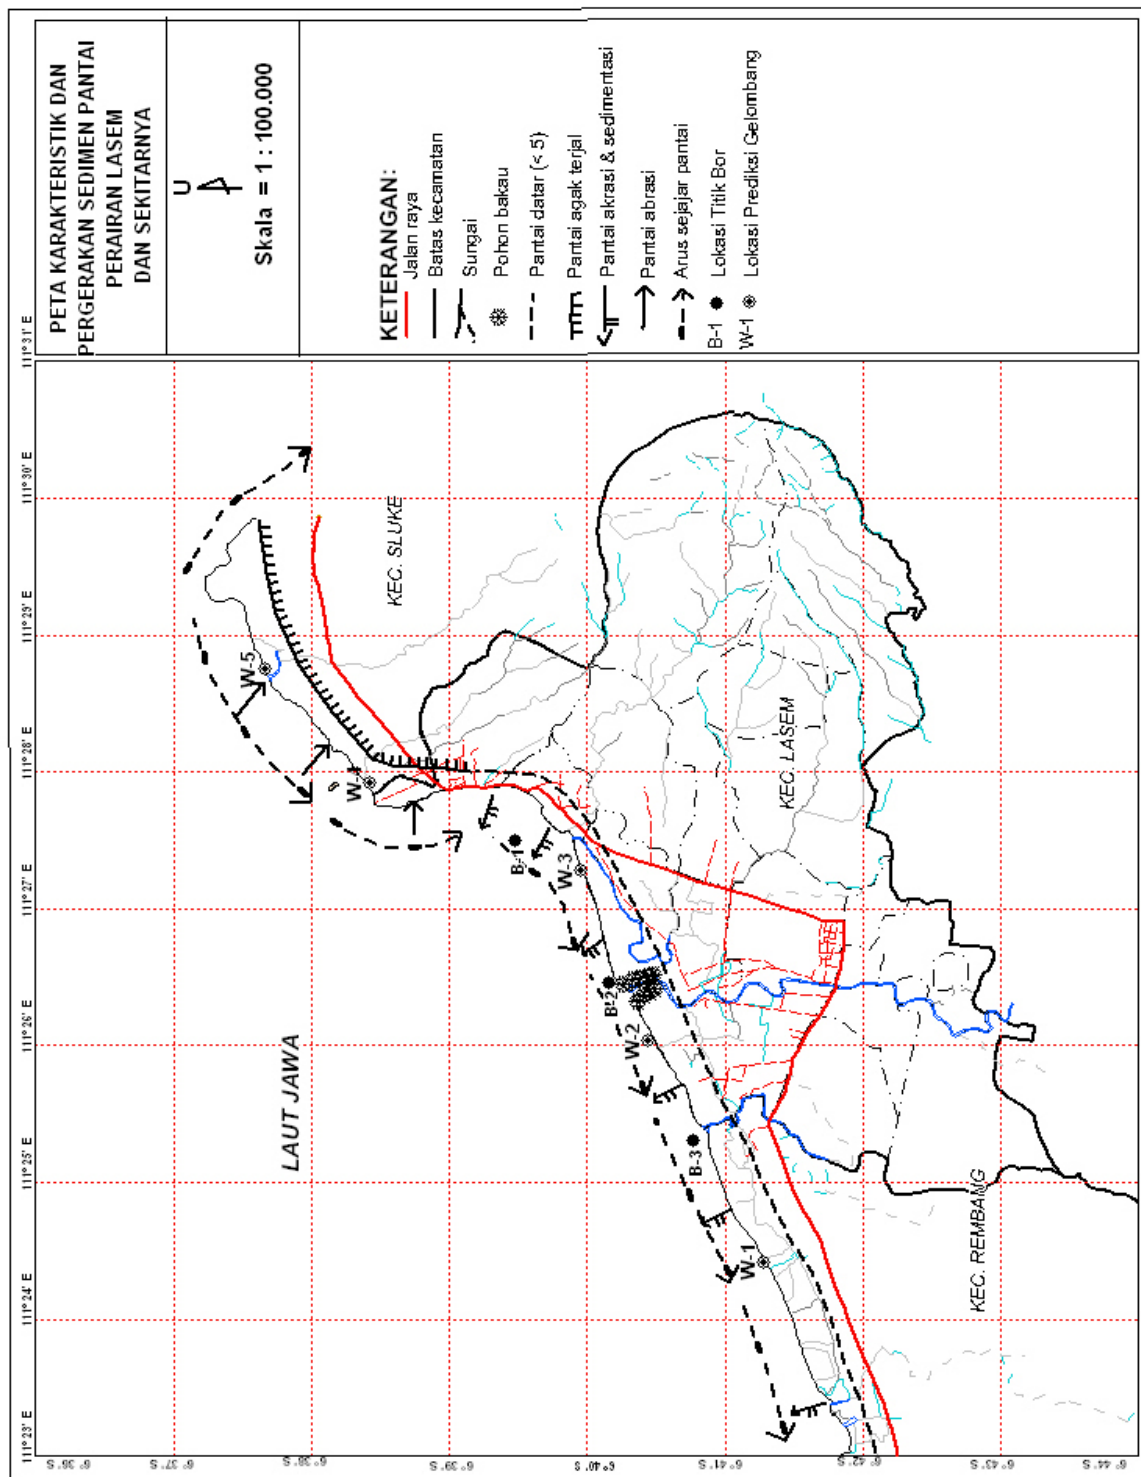 PETA KARAKTERISTIK DAN
PERGERAKAN SEDIMEN PANTAI
PERAIRAN LASEM
DAN SEKITARNYA
U
Skala = 1 : 100.000
KETERANGAN:
Jalan raya
Batas kecamatan
Sungai
Pohon bakau
Pantai datar (< 5)
Pantai agak terjal
Pantai akrasi & sedimentasi
Pantai abrasi
Arus sejajar pantai
B-1 Lokasi Titik Bor
W-1 Lokasi Prediksi Gelombang
111° 23' E
111° 24' E
111° 25' E
111° 26' E
111° 27' E
111° 28' E
111° 29' E
111° 30' E
111° 31' E
6° 36' S
6° 37' S
6° 38' S
6° 39' S
6° 40' S
6° 41' S
6° 42' S
6° 43' S
6° 44' S
LAUT JAWA
KEC. SLUKE
KEC. LASEM
KEC. REMBANG
W-5
W-4
B-1
W-3
B-2
W-2
B-3
W-1